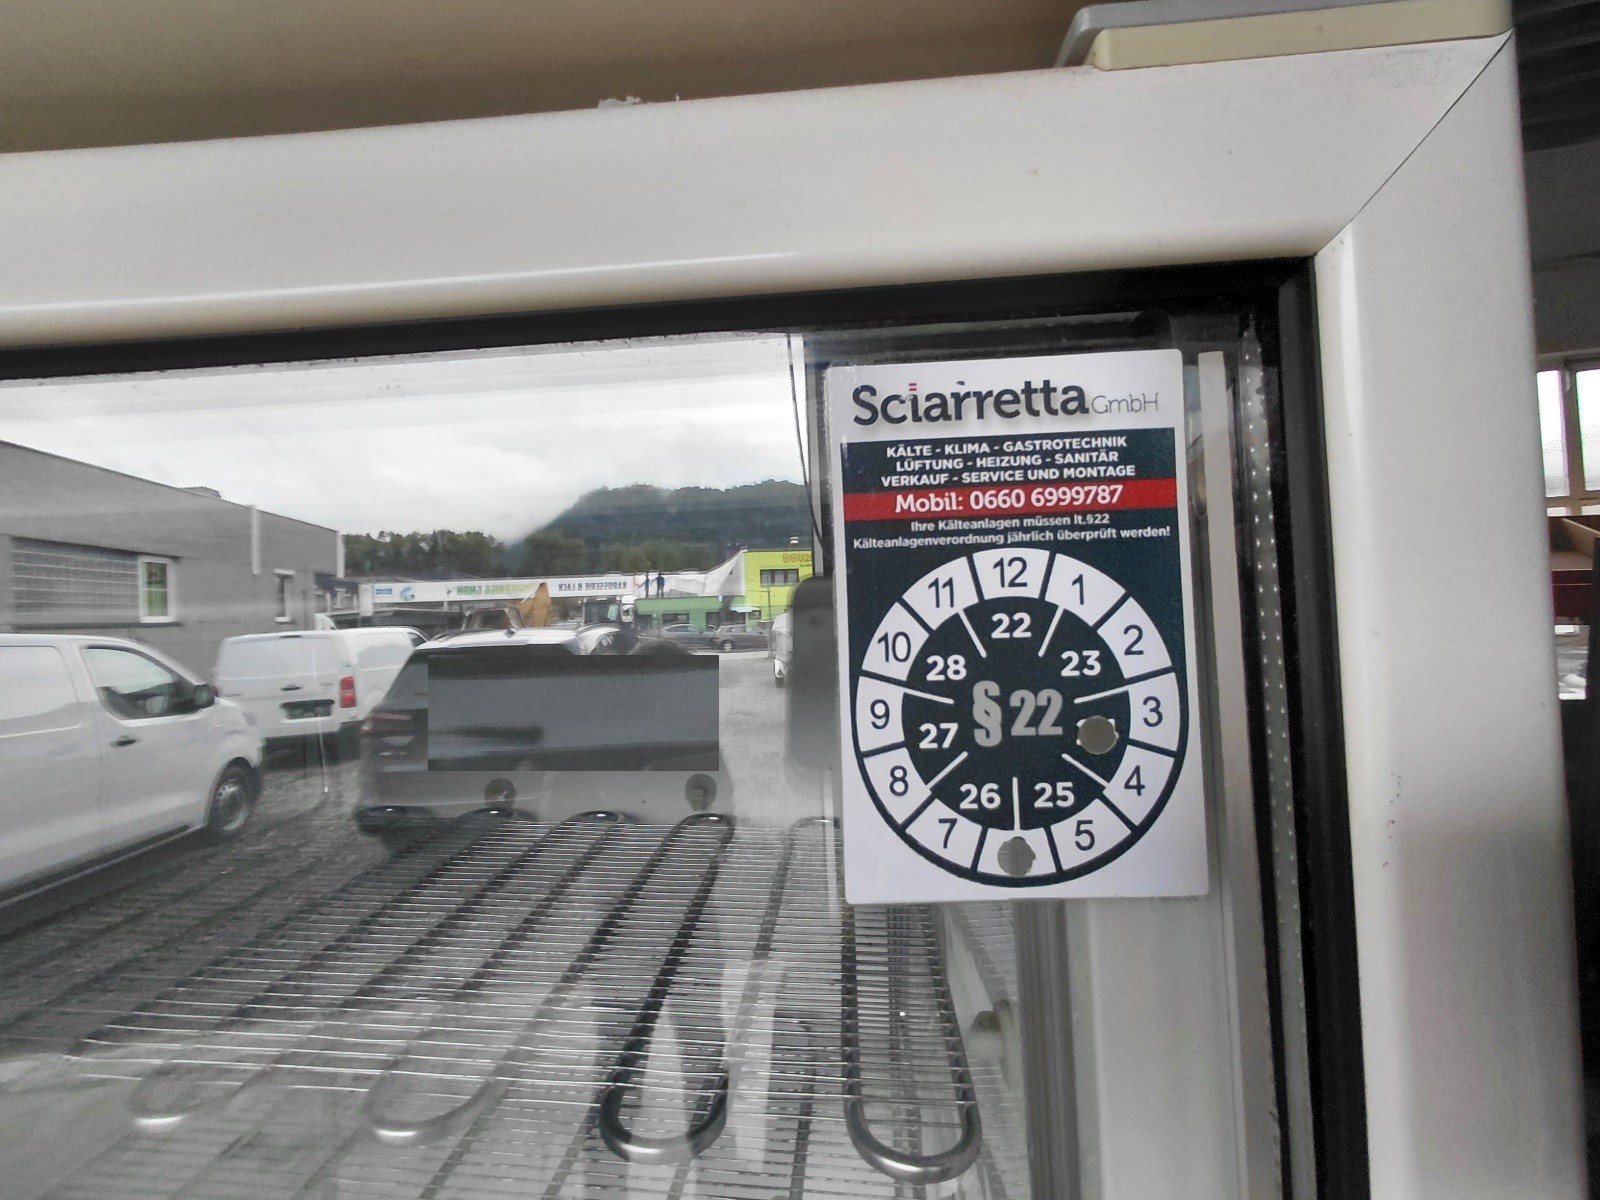 Sciarretta GmbH
KÄLTE - KLIMA - GASTROTECHNIK
LÜFTUNG - HEIZUNG - SANITÄR
VERKAUF - SERVICE UND MONTAGE
Mobil: 0660 6999787
Ihre Kälteanlagen müssen lt.§22
Kälteanlagenverordnung jährlich überprüft werden!
12
11 1
22
10 2
28 23
9 § 22 3
27
8 4
26 25
7 5
KAROSSERIE & LACK